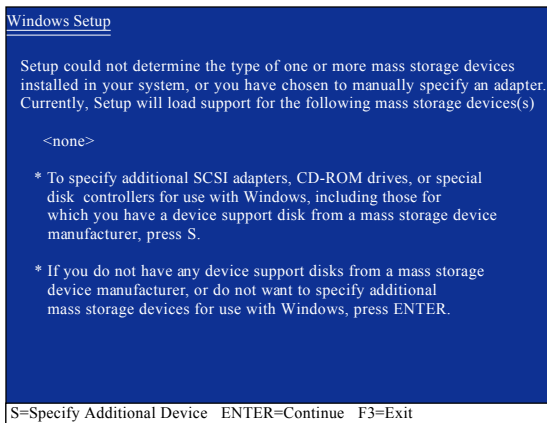 Windows Setup
Setup could not determine the type of one or more mass storage devices
installed in your system, or you have chosen to manually specify an adapter.
Currently, Setup will load support for the following mass storage devices(s)
<none>
* To specify additional SCSI adapters, CD-ROM drives, or special
disk controllers for use with Windows, including those for
which you have a device support disk from a mass storage device
manufacturer, press S.
* If you do not have any device support disks from a mass storage
device manufacturer, or do not want to specify additional
mass storage devices for use with Windows, press ENTER.
S=Specify Additional Device ENTER=Continue F3=Exit